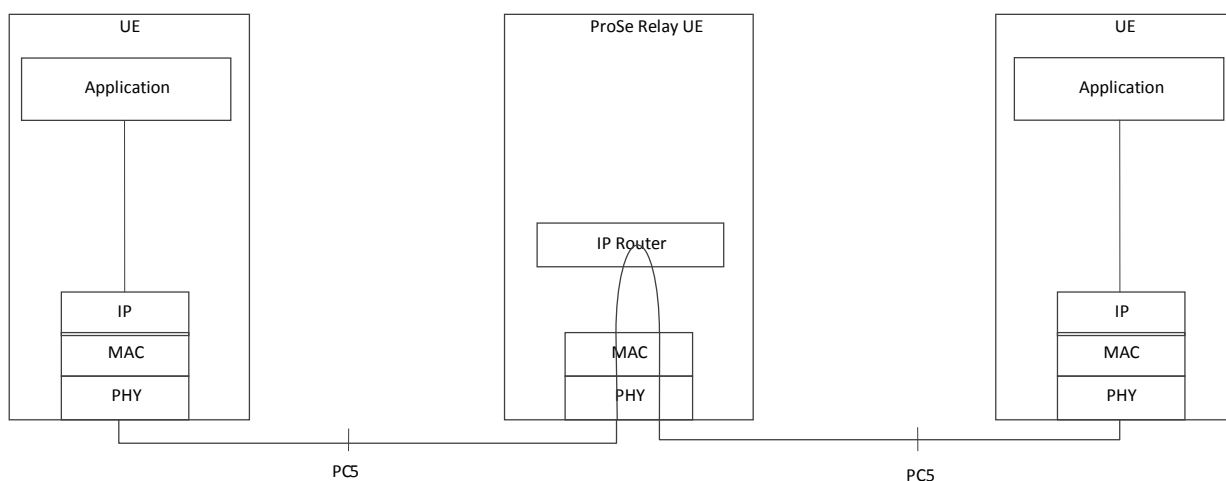 UE
ProSe Relay UE
UE
Application
Application
IP Router
IP
IP
MAC
MAC
MAC
PHY
PHY
PHY
PC5
PC5